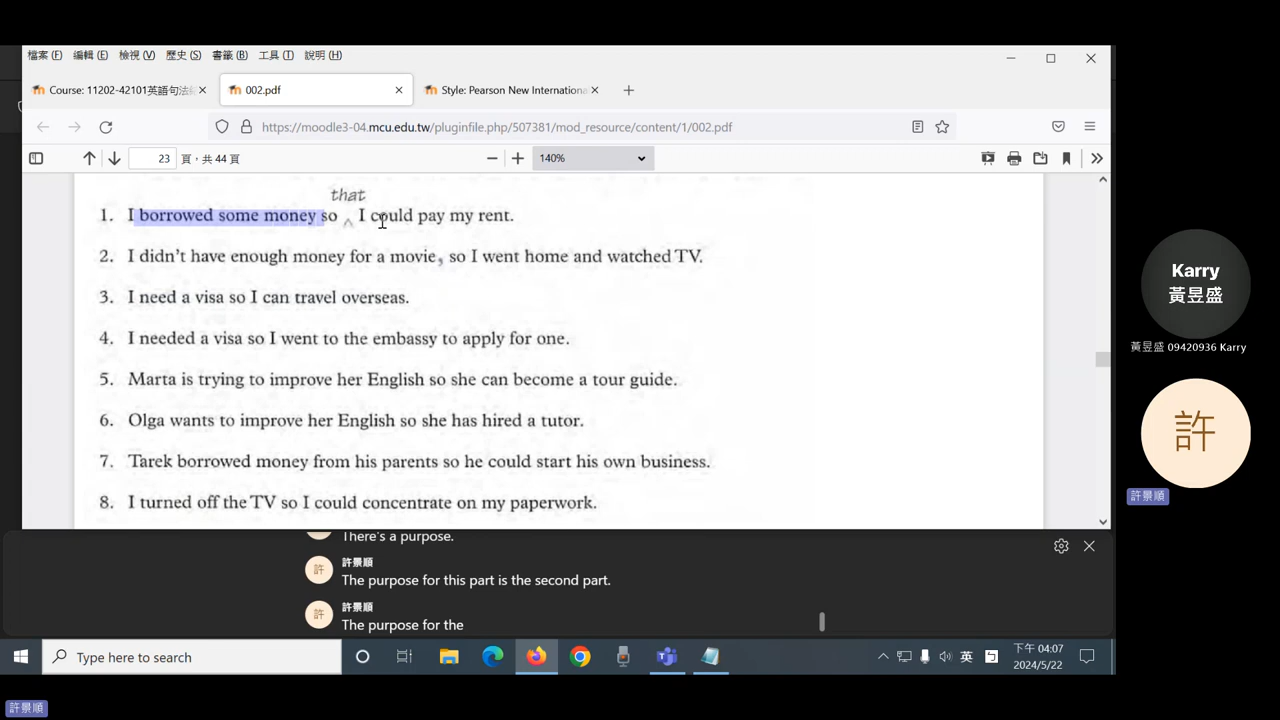 檔案 (F) 編輯 (E) 檢視 (V) 歷史 (S) 書籤 (B) 工具 (T) 說明 (H)
Course: 11202-42101英語句法
002.pdf
Style: Pearson New Internationa
https://moodle3-04.mcu.edu.tw/pluginfile.php/507381/mod_resource/content/1/002.pdf
23 頁，共 44 頁
140%
that
1. I borrowed some money so ^ I could pay my rent.
2. I didn't have enough money for a movie, so I went home and watched TV.
3. I need a visa so I can travel overseas.
4. I needed a visa so I went to the embassy to apply for one.
5. Marta is trying to improve her English so she can become a tour guide.
6. Olga wants to improve her English so she has hired a tutor.
7. Tarek borrowed money from his parents so he could start his own business.
8. I turned off the TV so I could concentrate on my paperwork.
There's a purpose.
許 許景順
The purpose for this part is the second part.
許 許景順
The purpose for the
Karry
黃昱盛
黃昱盛 09420936 Karry
許
許景順
Type here to search
英
下午 04:07
2024/5/22
許景順